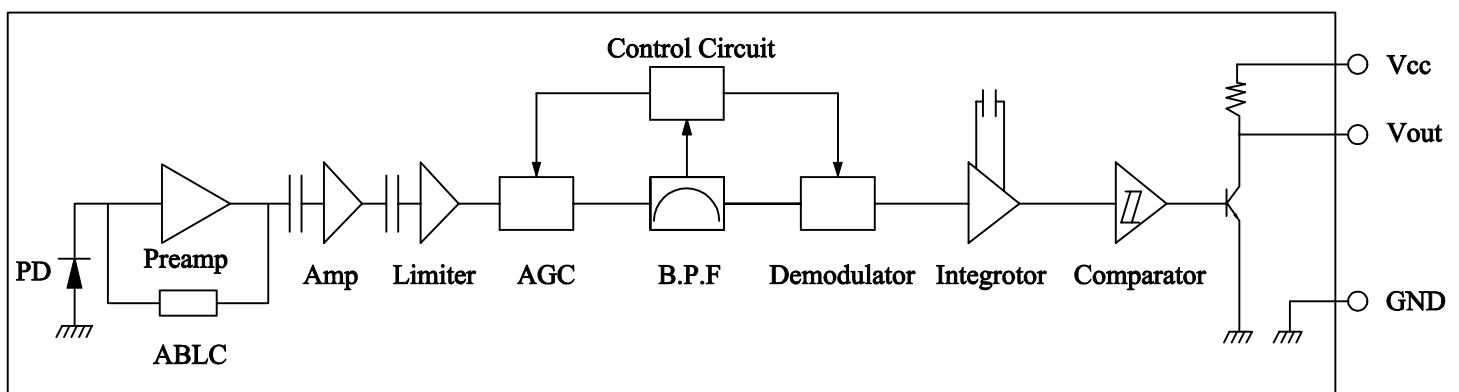 Control Circuit
Vcc
Vout
PD
Preamp
Amp
Limiter
AGC
B.P.F
Demodulator
Integrotor
Comparator
GND
ABLC